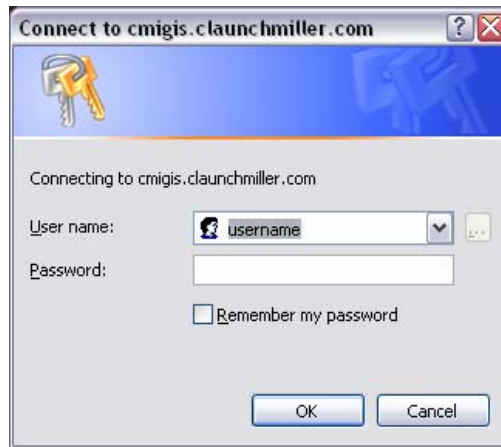 Connect to cmigis.claunchmiller.com
Connecting to cmigis.claunchmiller.com
User name:
username
...
Password:
Remember my password
OK
Cancel